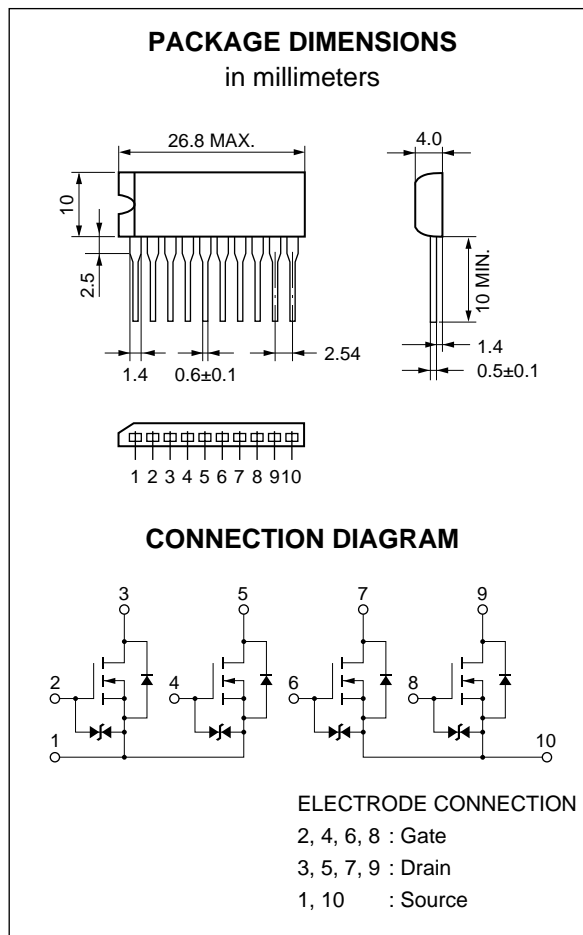 PACKAGE DIMENSIONS
in millimeters
26.8 MAX.
4.0
10
2.5
10 MIN.
2.54
1.4
0.6±0.1
1.4
0.5±0.1
1 2 3 4 5 6 7 8 9 10
CONNECTION DIAGRAM
3 5 7 9
2 4 6 8
1 10
ELECTRODE CONNECTION
2, 4, 6, 8 : Gate
3, 5, 7, 9 : Drain
1, 10 : Source